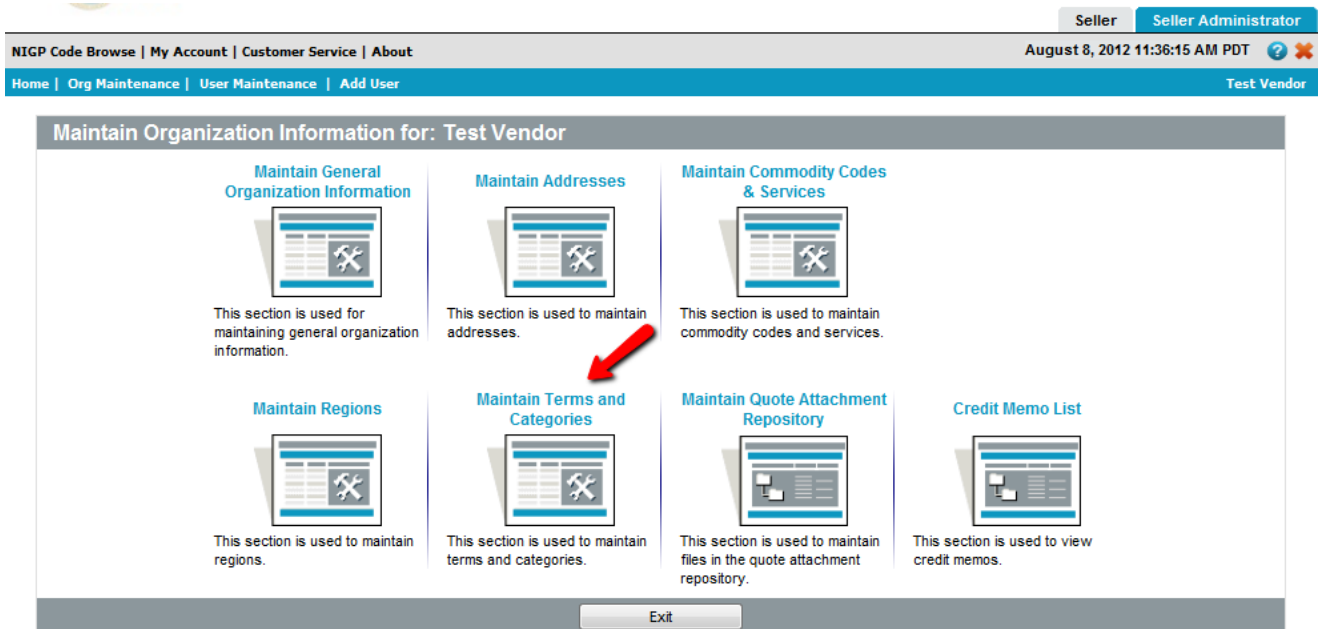 Seller Seller Administrator
NIGP Code Browse | My Account | Customer Service | About August 8, 2012 11:36:15 AM PDT
Home | Org Maintenance | User Maintenance | Add User Test Vendor
Maintain Organization Information for: Test Vendor
Maintain General
Organization Information
This section is used for
maintaining general organization
information.
Maintain Addresses
This section is used to maintain
addresses.
Maintain Commodity Codes
& Services
This section is used to maintain
commodity codes and services.
Maintain Regions
This section is used to maintain
regions.
Maintain Terms and
Categories
This section is used to maintain
terms and categories.
Maintain Quote Attachment
Repository
This section is used to maintain
files in the quote attachment
repository.
Credit Memo List
This section is used to view
credit memos.
Exit